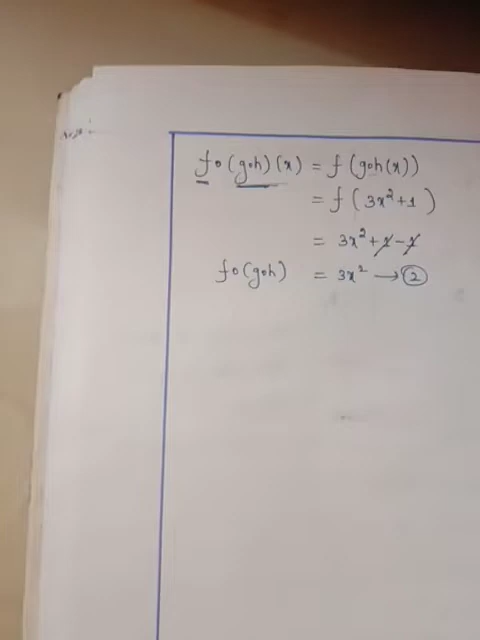 fo(goh)(x) = f(goh(x))
= f(3x²+1)
= 3x²+1-1
fo(goh) = 3x² → ②